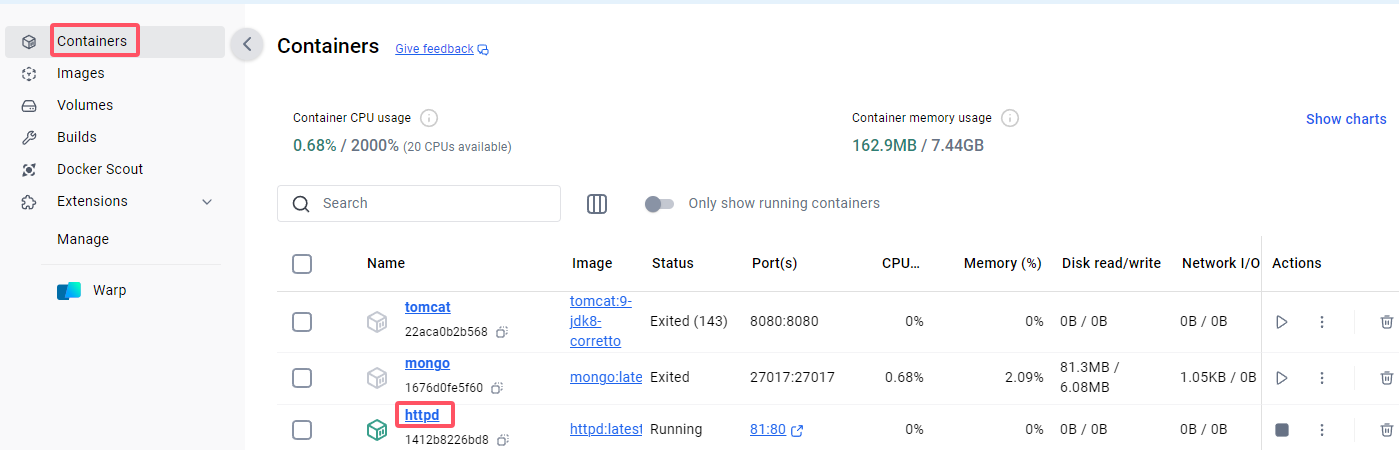 Containers
Images
Volumes
Builds
Docker Scout
Extensions
Manage
Warp
Containers Give feedback
Container CPU usage
0.68% / 2000% (20 CPUs available)
Container memory usage
162.9MB / 7.44GB
Show charts
Search
Only show running containers
Name Image Status Port(s) CPU... Memory (%) Disk read/write Network I/O Actions
tomcat
22aca0b2b568
tomcat:9-
jdk8-
corretto
Exited (143) 8080:8080 0% 0% 0B / 0B 0B / 0B
mongo
1676d0fe5f60
mongo:late Exited 27017:27017 0.68% 2.09%
81.3MB /
6.08MB
1.05KB / 0B
httpd
1412b8226bd8
httpd:latest Running 81:80 0% 0% 0B / 0B 0B / 0B